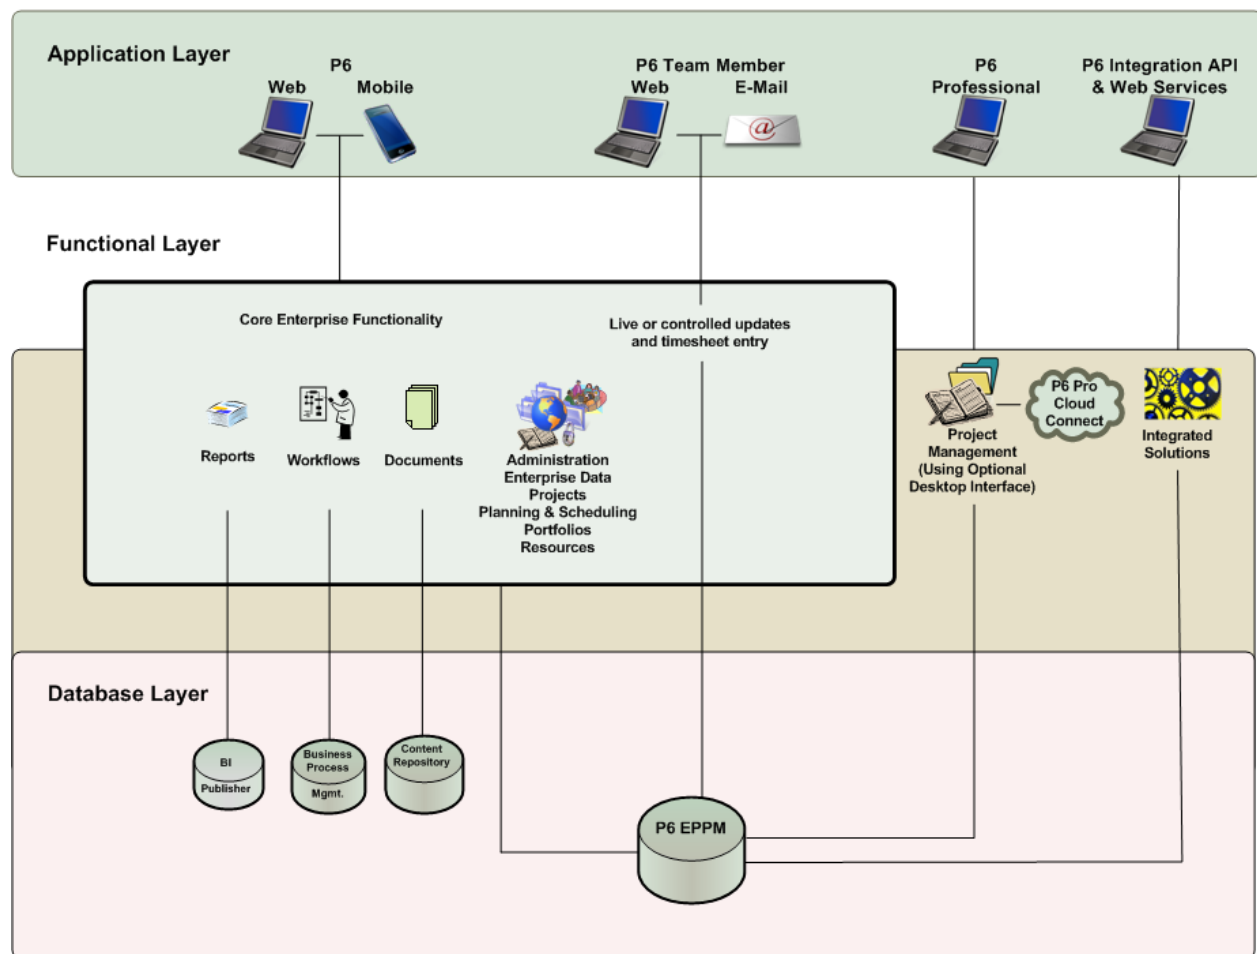 Application Layer
P6
Web
Mobile
P6 Team Member
Web
E-Mail
@
P6
Professional
P6 Integration API
& Web Services
Functional Layer
Core Enterprise Functionality
Live or controlled updates
and timesheet entry
Reports
Workflows
Documents
Administration
Enterprise Data
Projects
Planning & Scheduling
Portfolios
Resources
Project
Management
(Using Optional
Desktop Interface)
P6 Pro
Cloud
Connect
Integrated
Solutions
Database Layer
BI
Publisher
Business
Process
Mgmt.
Content
Repository
P6 EPPM